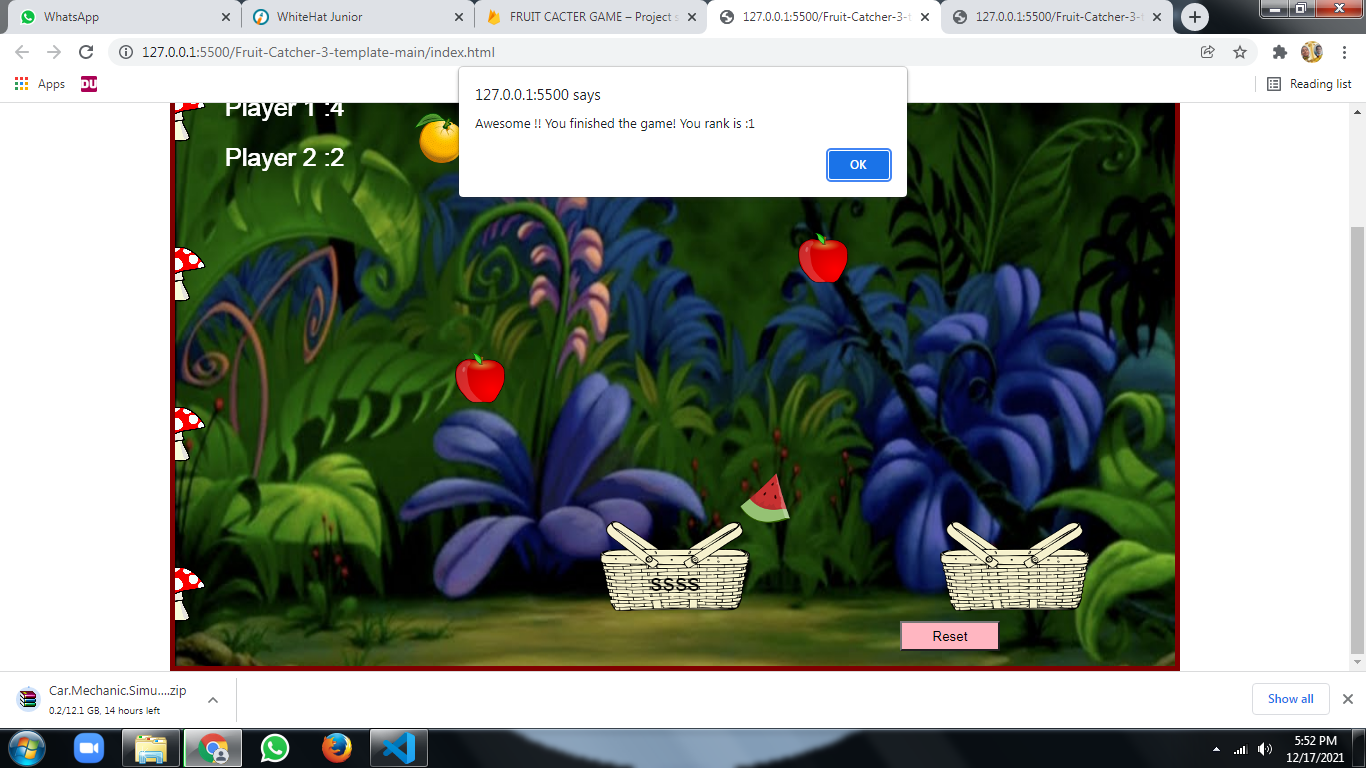 WhatsApp
WhiteHat Junior
FRUIT CACTER GAME – Project s
127.0.0.1:5500/Fruit-Catcher-3-t
127.0.0.1:5500/Fruit-Catcher-3-t
127.0.0.1:5500/Fruit-Catcher-3-template-main/index.html
Apps
DU
Reading list
127.0.0.1:5500 says
Awesome !! You finished the game! You rank is :1
OK
Player 1 :4
Player 2 :2
ssss
Reset
Car.Mechanic.Simu....zip
0.2/12.1 GB, 14 hours left
Show all
5:52 PM
12/17/2021